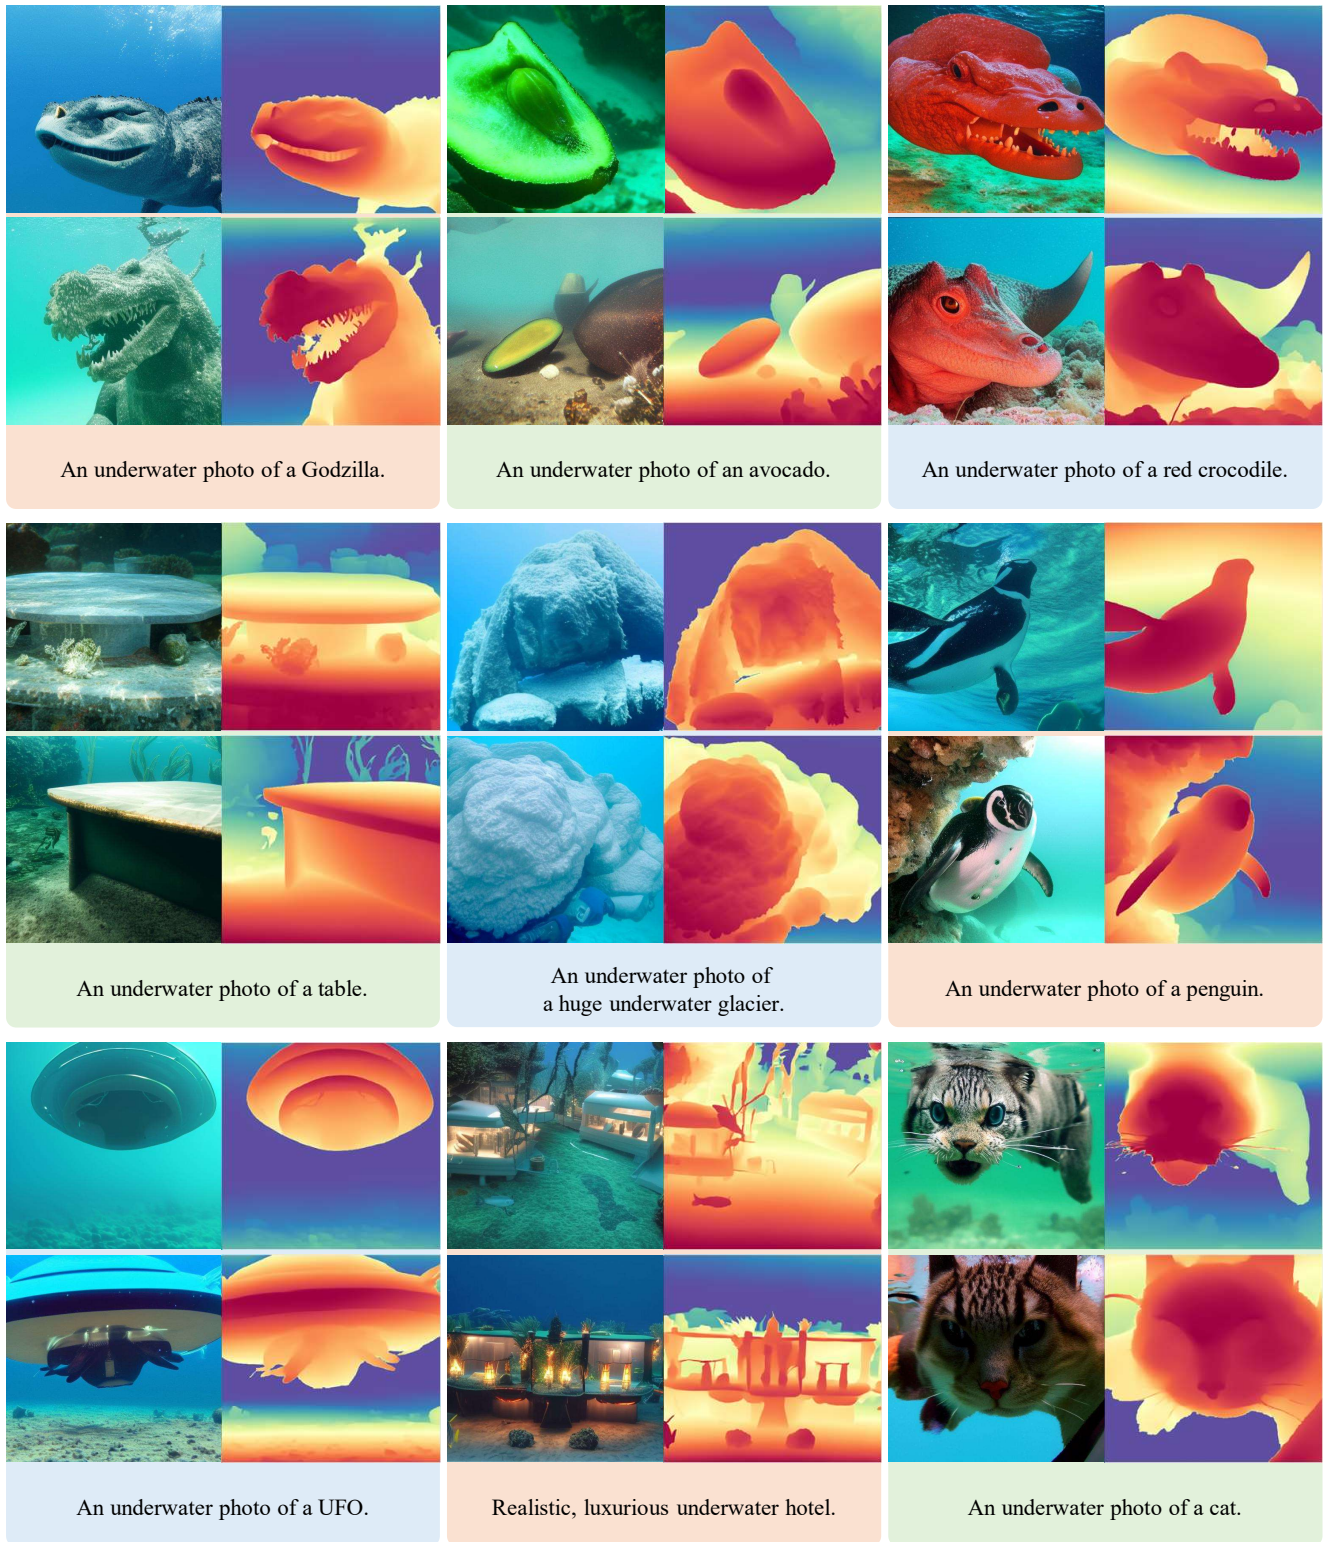 An underwater photo of a Godzilla.
An underwater photo of an avocado.
An underwater photo of a red crocodile.
An underwater photo of a table.
An underwater photo of
a huge underwater glacier.
An underwater photo of a penguin.
An underwater photo of a UFO.
Realistic, luxurious underwater hotel.
An underwater photo of a cat.